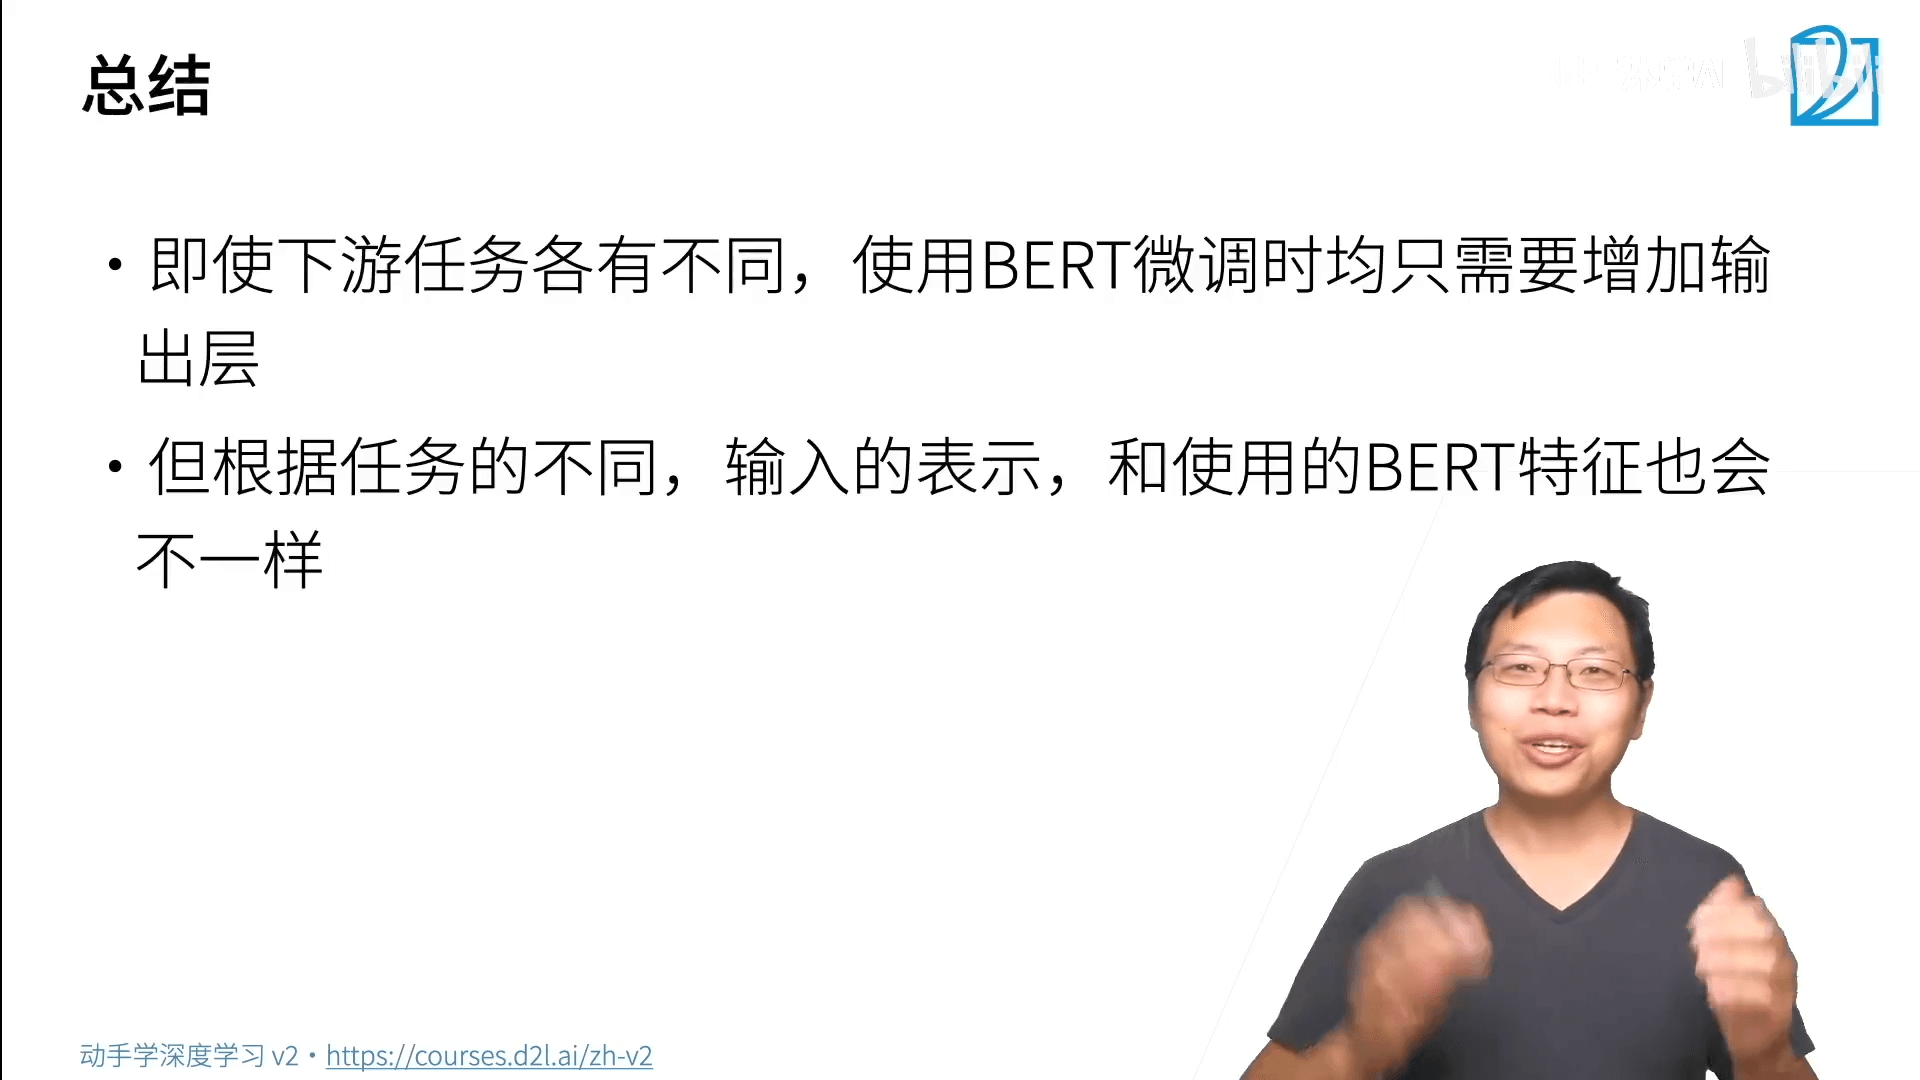 总结
bilibili
• 即使下游任务各有不同，使用BERT微调时均只需要增加输
出层
• 但根据任务的不同，输入的表示，和使用的BERT特征也会
不一样
动手学深度学习 v2 • https://courses.d2l.ai/zh-v2